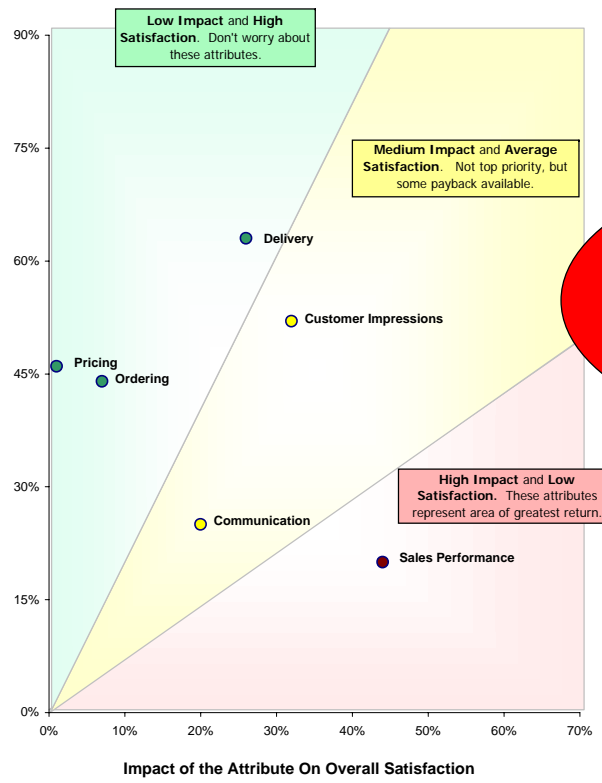 90%
Low Impact and High
Satisfaction. Don't worry about
these attributes.
75%
Medium Impact and Average
Satisfaction. Not top priority, but
some payback available.
Delivery
60%
Customer Impressions
Pricing
Ordering
45%
30%
High Impact and Low
Satisfaction. These attributes
represent area of greatest return.
Communication
Sales Performance
15%
0%
0% 10% 20% 30% 40% 50% 60% 70%
Impact of the Attribute On Overall Satisfaction